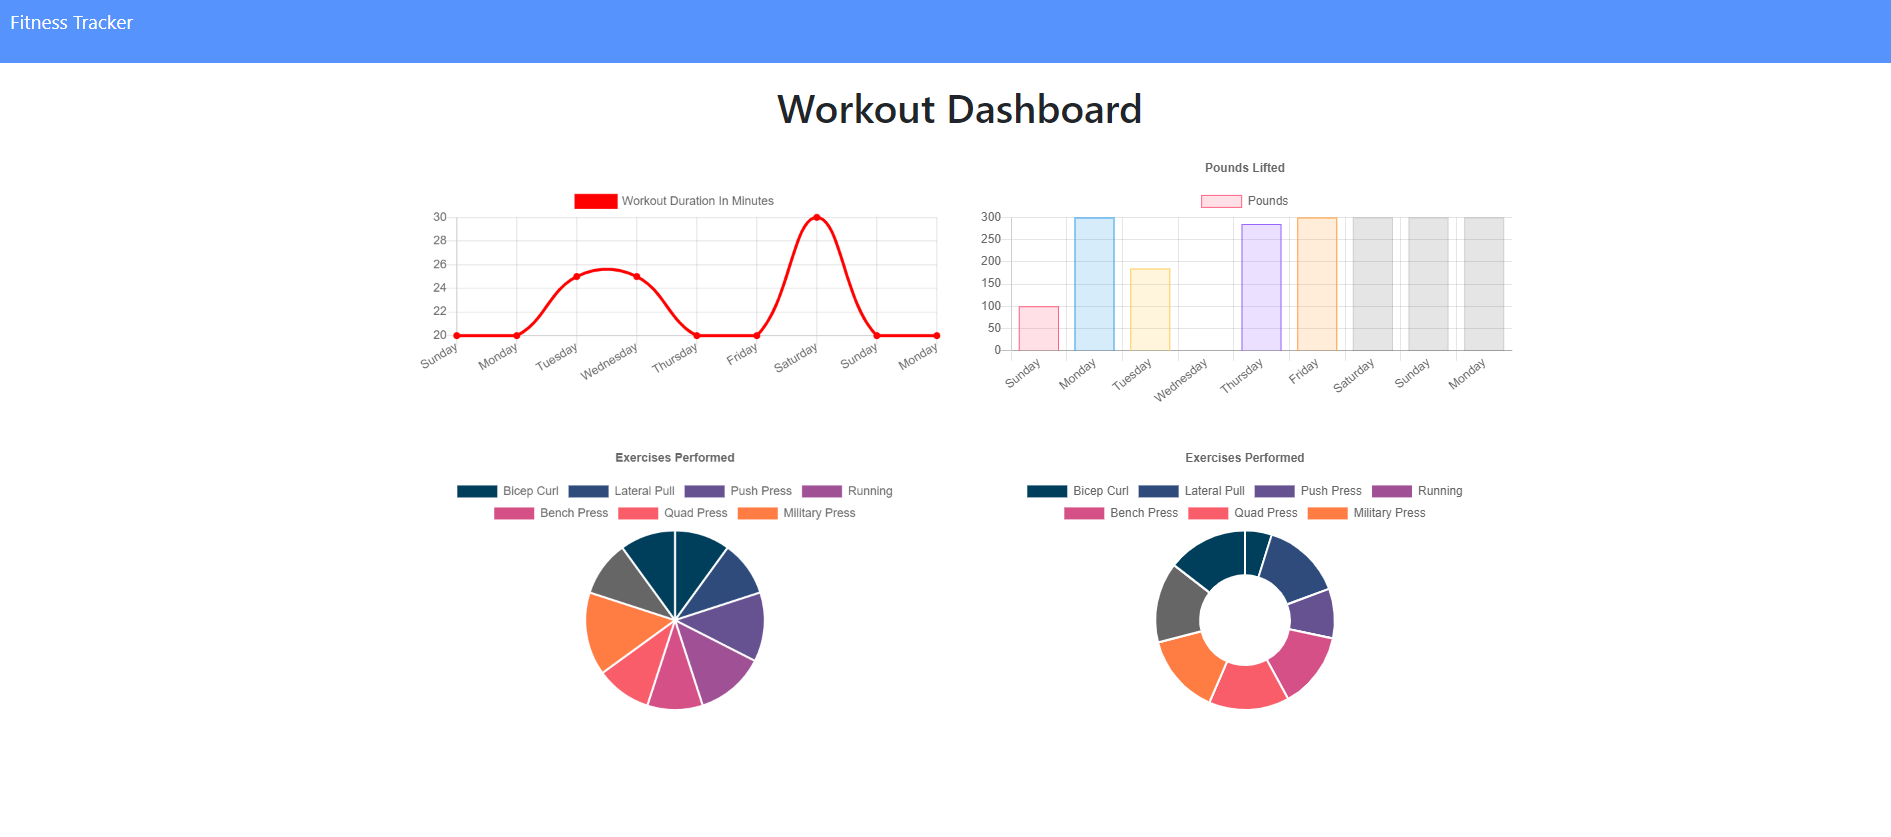 Fitness Tracker
Workout Dashboard
Workout Duration In Minutes
30
28
26
24
22
20
Sunday Monday Tuesday Wednesday Thursday Friday Saturday Sunday Monday
Pounds Lifted
Pounds
300
250
200
150
100
50
0
Sunday Monday Tuesday Wednesday Thursday Friday Saturday Sunday Monday
Exercises Performed
Bicep Curl Lateral Pull Push Press Running
Bench Press Quad Press Military Press
Exercises Performed
Bicep Curl Lateral Pull Push Press Running
Bench Press Quad Press Military Press